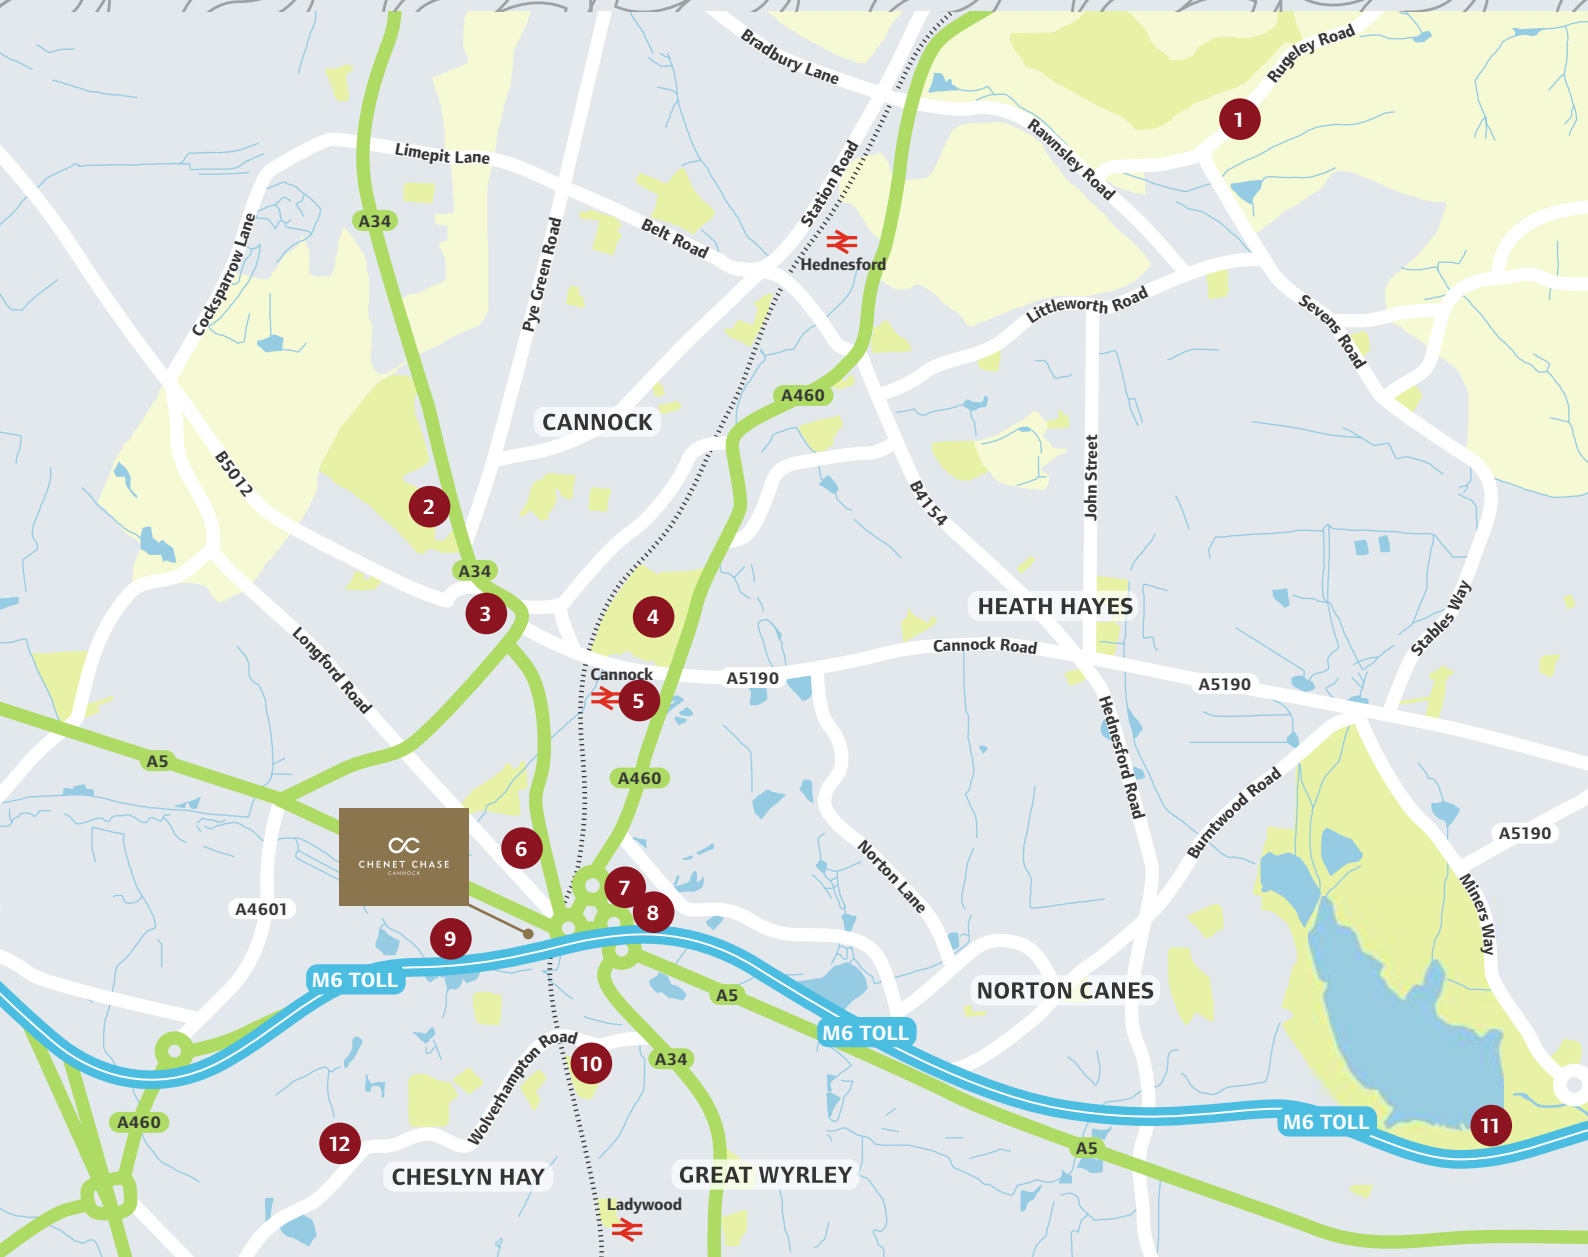 Bradbury Lane
Rugeley Road
1
Rawnsley Road
Limepit Lane
Station Road
A34
Cocksparrow Lane
Belt Road
Pye Green Road
Hednesford
Littleworth Road
Sevens Road
A460
CANNOCK
B5012
John Street
2
B4154
A34
3
4
HEATH HAYES
Stables Way
Longford Road
Cannock Road
Cannock
A5190
A5190
5
Hednesford Road
A5
A460
Burntwood Road
A5190
CHENET CHASE
CANNOCK
6
7
Norton Lane
8
A4601
Miners Way
9
M6 TOLL
A5
NORTON CANES
M6 TOLL
Wolverhampton Road
10
A34
A460
M6 TOLL
11
12
A5
CHESLYN HAY
GREAT WYRLEY
Ladywood